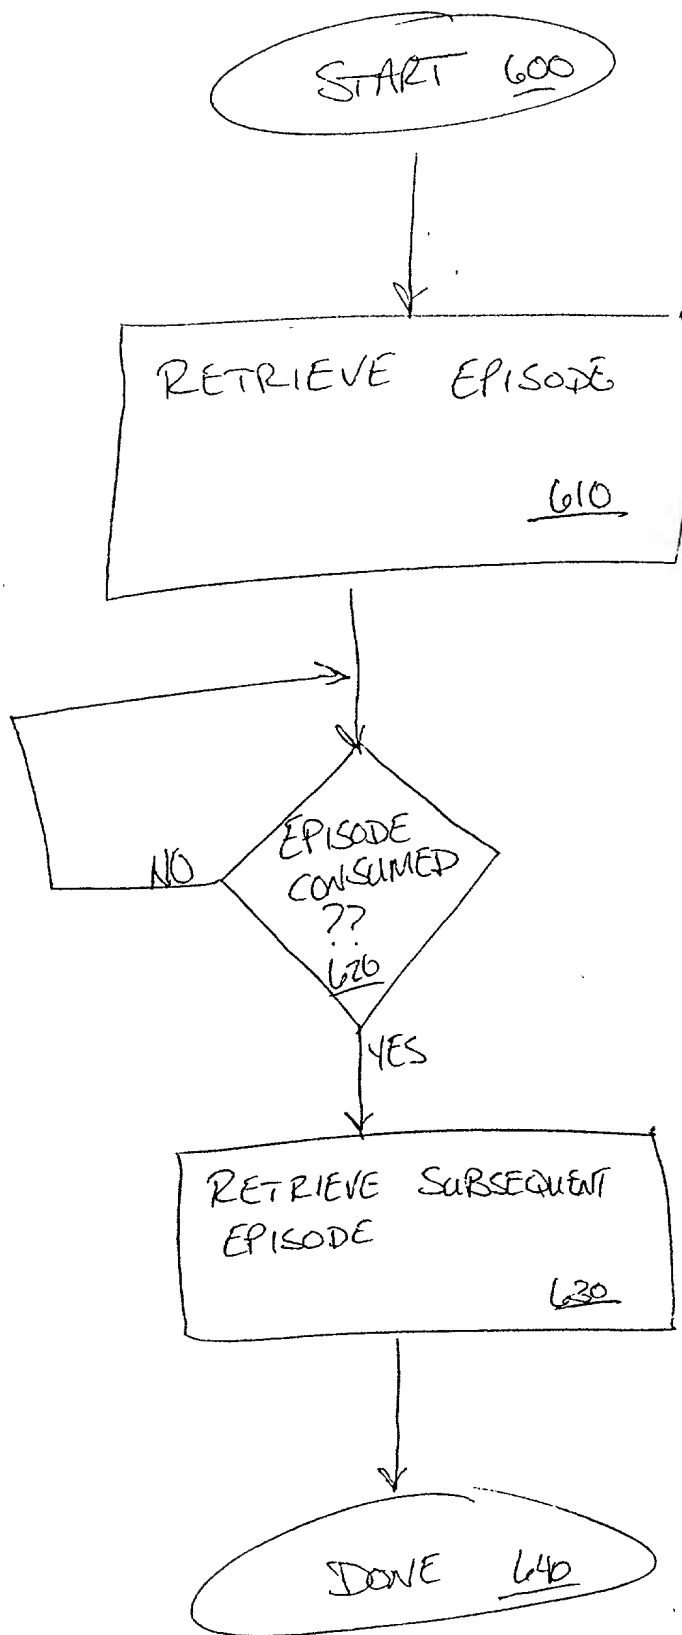 START 600
RETRIEVE EPISODE
610
EPISODE
CONSUMED
??
620
NO
YES
RETRIEVE SUBSEQUENT
EPISODE
630
DONE 640